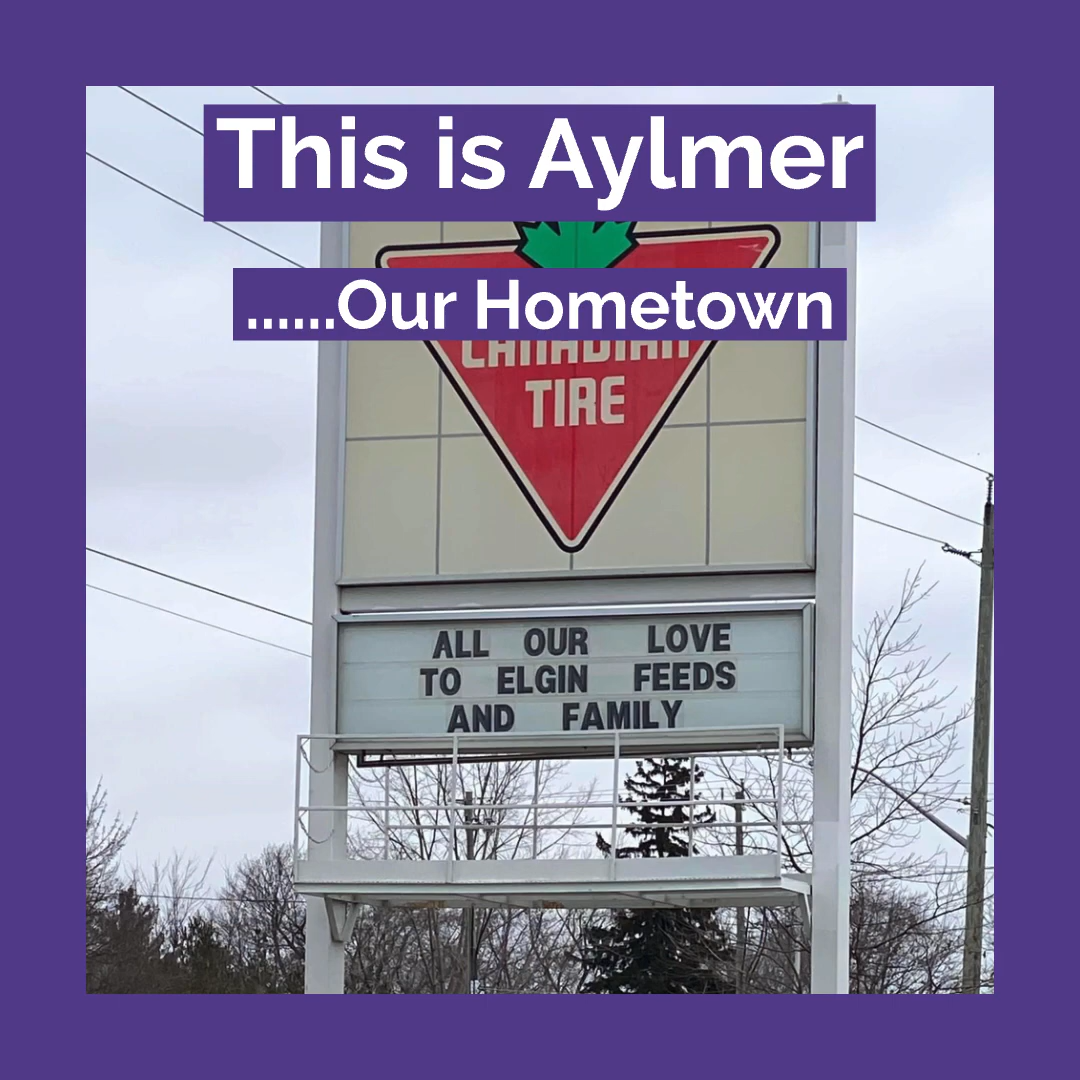 This is Aylmer
......Our Hometown
CANADIAN
TIRE
ALL OUR LOVE
TO ELGIN FEEDS
AND FAMILY